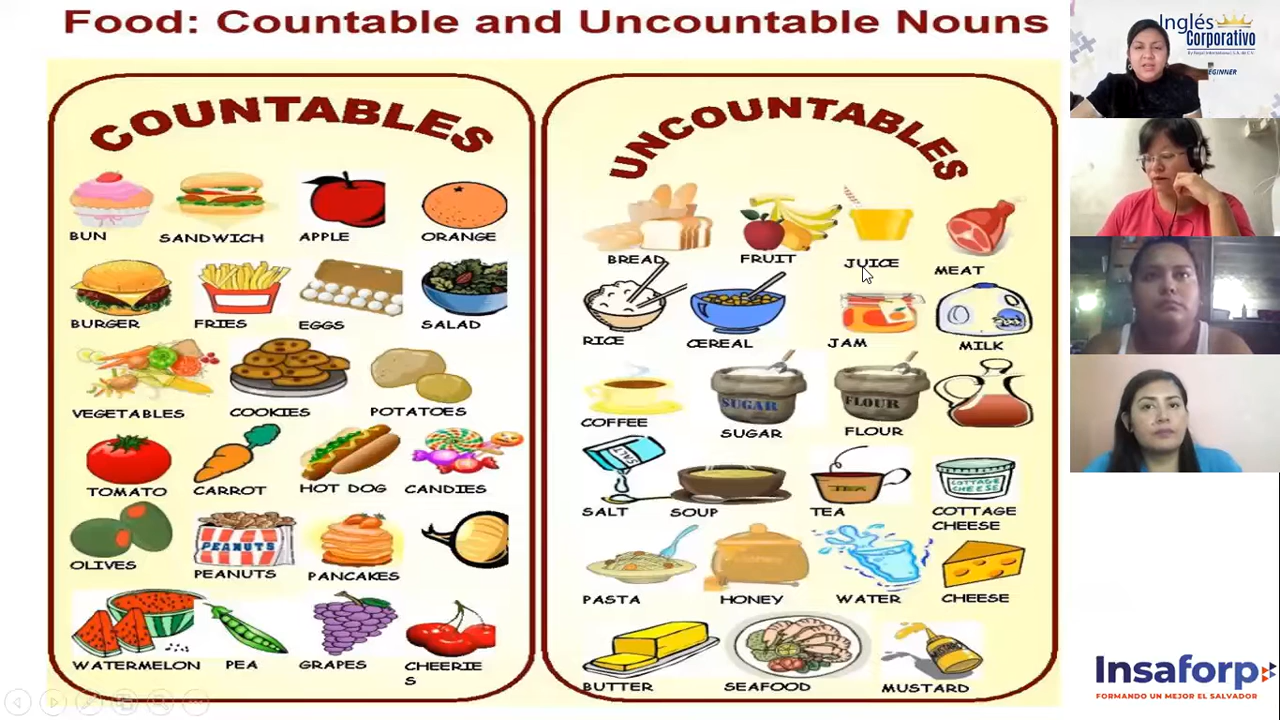 Food: Countable and Uncountable Nouns
COUNTABLES
BUN
SANDWICH
APPLE
ORANGE
BURGER
FRIES
EGGS
SALAD
VEGETABLES
COOKIES
POTATOES
TOMATO
CARROT
HOT DOG
CANDIES
OLIVES
PEANUTS
PEANUTS
PANCAKES
WATERMELON
PEA
GRAPES
CHEERIE
S
UNCOUNTABLES
BREAD
FRUIT
JUICE
MEAT
RICE
CEREAL
JAM
MILK
COFFEE
SUGAR
SUGAR
FLOUR
FLOUR
SALT
SALT
SOUP
TEA
TEA
COTTAGE
CHEESE
COTTAGE
CHEESE
PASTA
HONEY
WATER
CHEESE
BUTTER
SEAFOOD
MUSTARD
Inglés
Corporativo
EGINNER
Insaforp
FORMANDO UN MEJOR EL SALVADOR